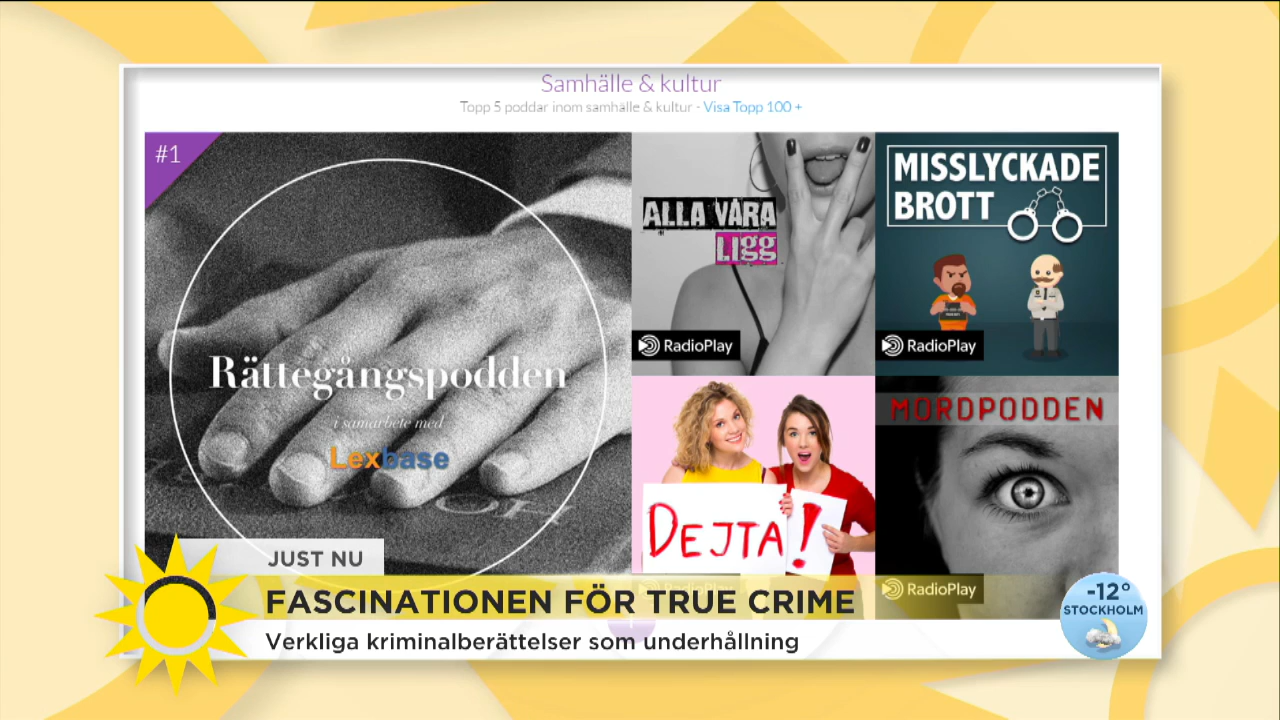 Samhälle & kultur
Topp 5 poddar inom samhälle & kultur - Visa Topp 100 +
#1
Rättegångspodden
i samarbete med
Lexbase
ALLA VÅRA
LIGG
RadioPlay
MISSLYCKADE
BROTT
RadioPlay
DEJTA!
RadioPlay
MORDPODDEN
RadioPlay
JUST NU
FASCINATIONEN FÖR TRUE CRIME
Verkliga kriminalberättelser som underhållning
-12°
STOCKHOLM